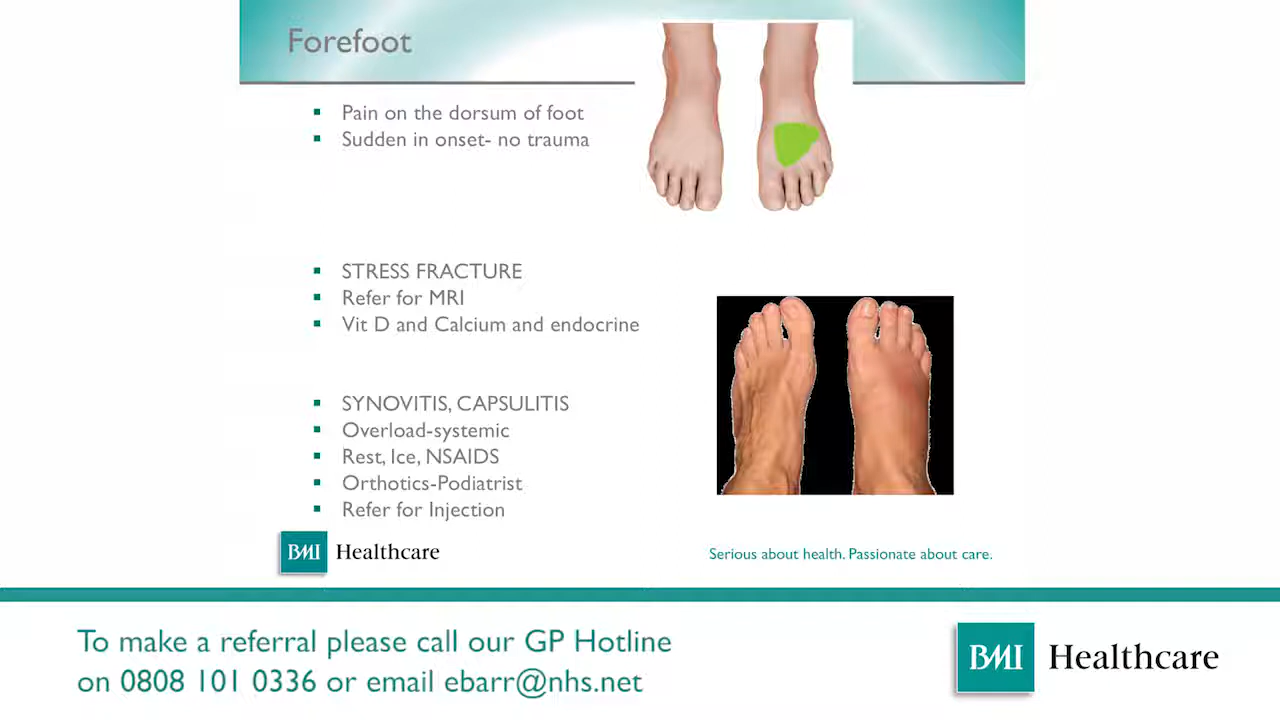 Forefoot
Pain on the dorsum of foot
Sudden in onset- no trauma
STRESS FRACTURE
Refer for MRI
Vit D and Calcium and endocrine
SYNOVITIS, CAPSULITIS
Overload-systemic
Rest, Ice, NSAIDS
Orthotics-Podiatrist
Refer for Injection
BMI Healthcare
Serious about health. Passionate about care.
To make a referral please call our GP Hotline
on 0808 101 0336 or email ebarr@nhs.net
BMI Healthcare